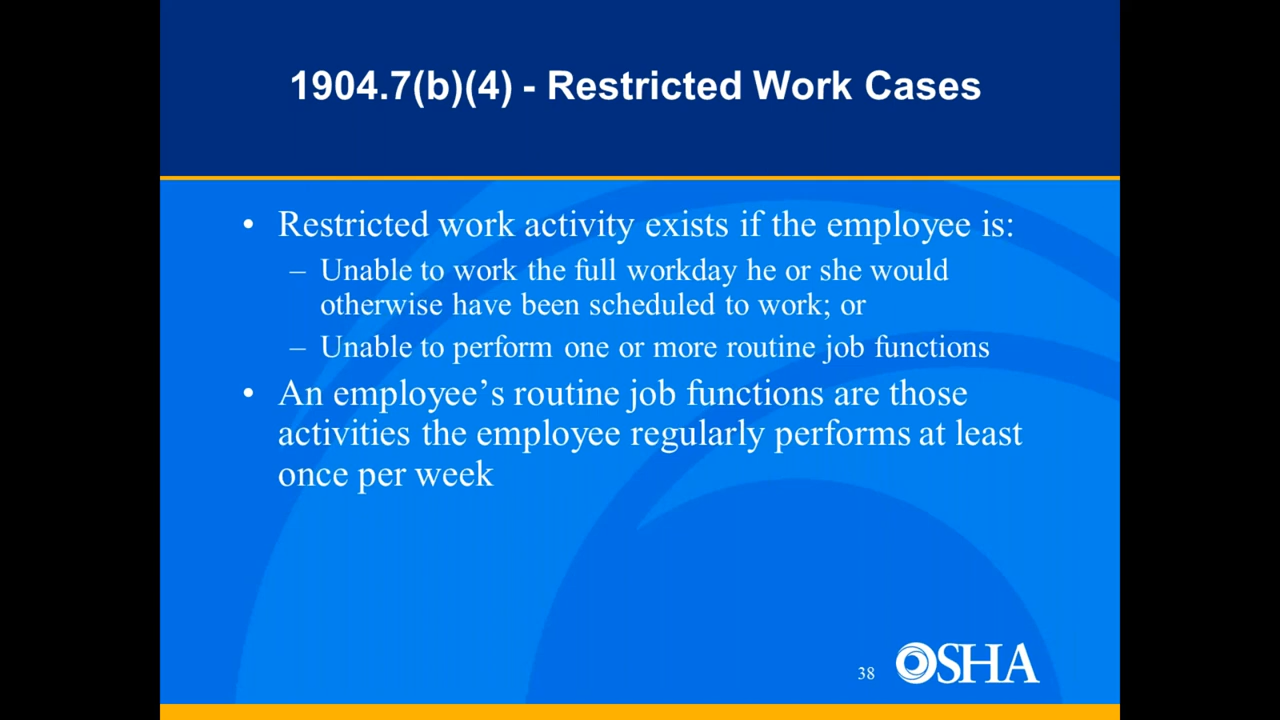 1904.7(b)(4) - Restricted Work Cases
• Restricted work activity exists if the employee is:
– Unable to work the full workday he or she would
otherwise have been scheduled to work; or
– Unable to perform one or more routine job functions
• An employee’s routine job functions are those
activities the employee regularly performs at least
once per week
38
OSHA